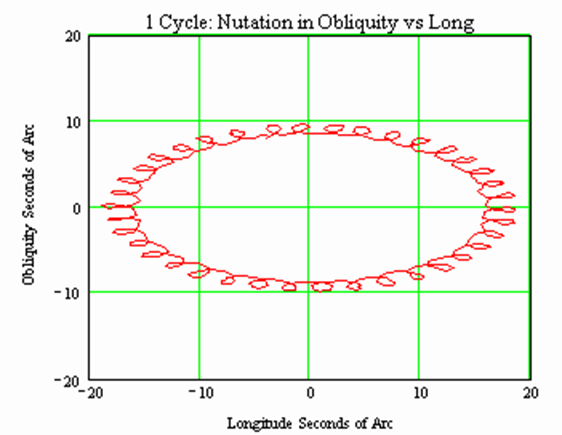 1 Cycle: Nutation in Obliquity vs Long
20
10
0
−10
−20
Obliquity Seconds of Arc
−20 −10 0 10 20
Longitude Seconds of Arc